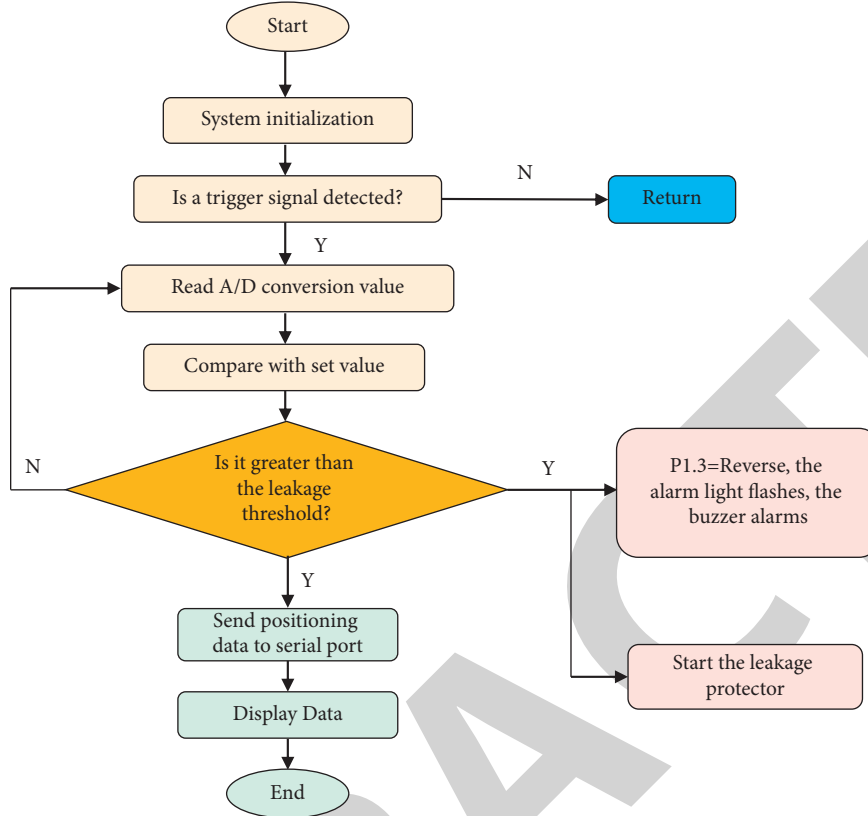 Start
System initialization
Is a trigger signal detected?
N
Return
Y
Read A/D conversion value
Compare with set value
N
Is it greater than
the leakage
threshold?
Y
P1.3=Reverse, the
alarm light flashes, the
buzzer alarms
Y
Send positioning
data to serial port
Start the leakage
protector
Display Data
End